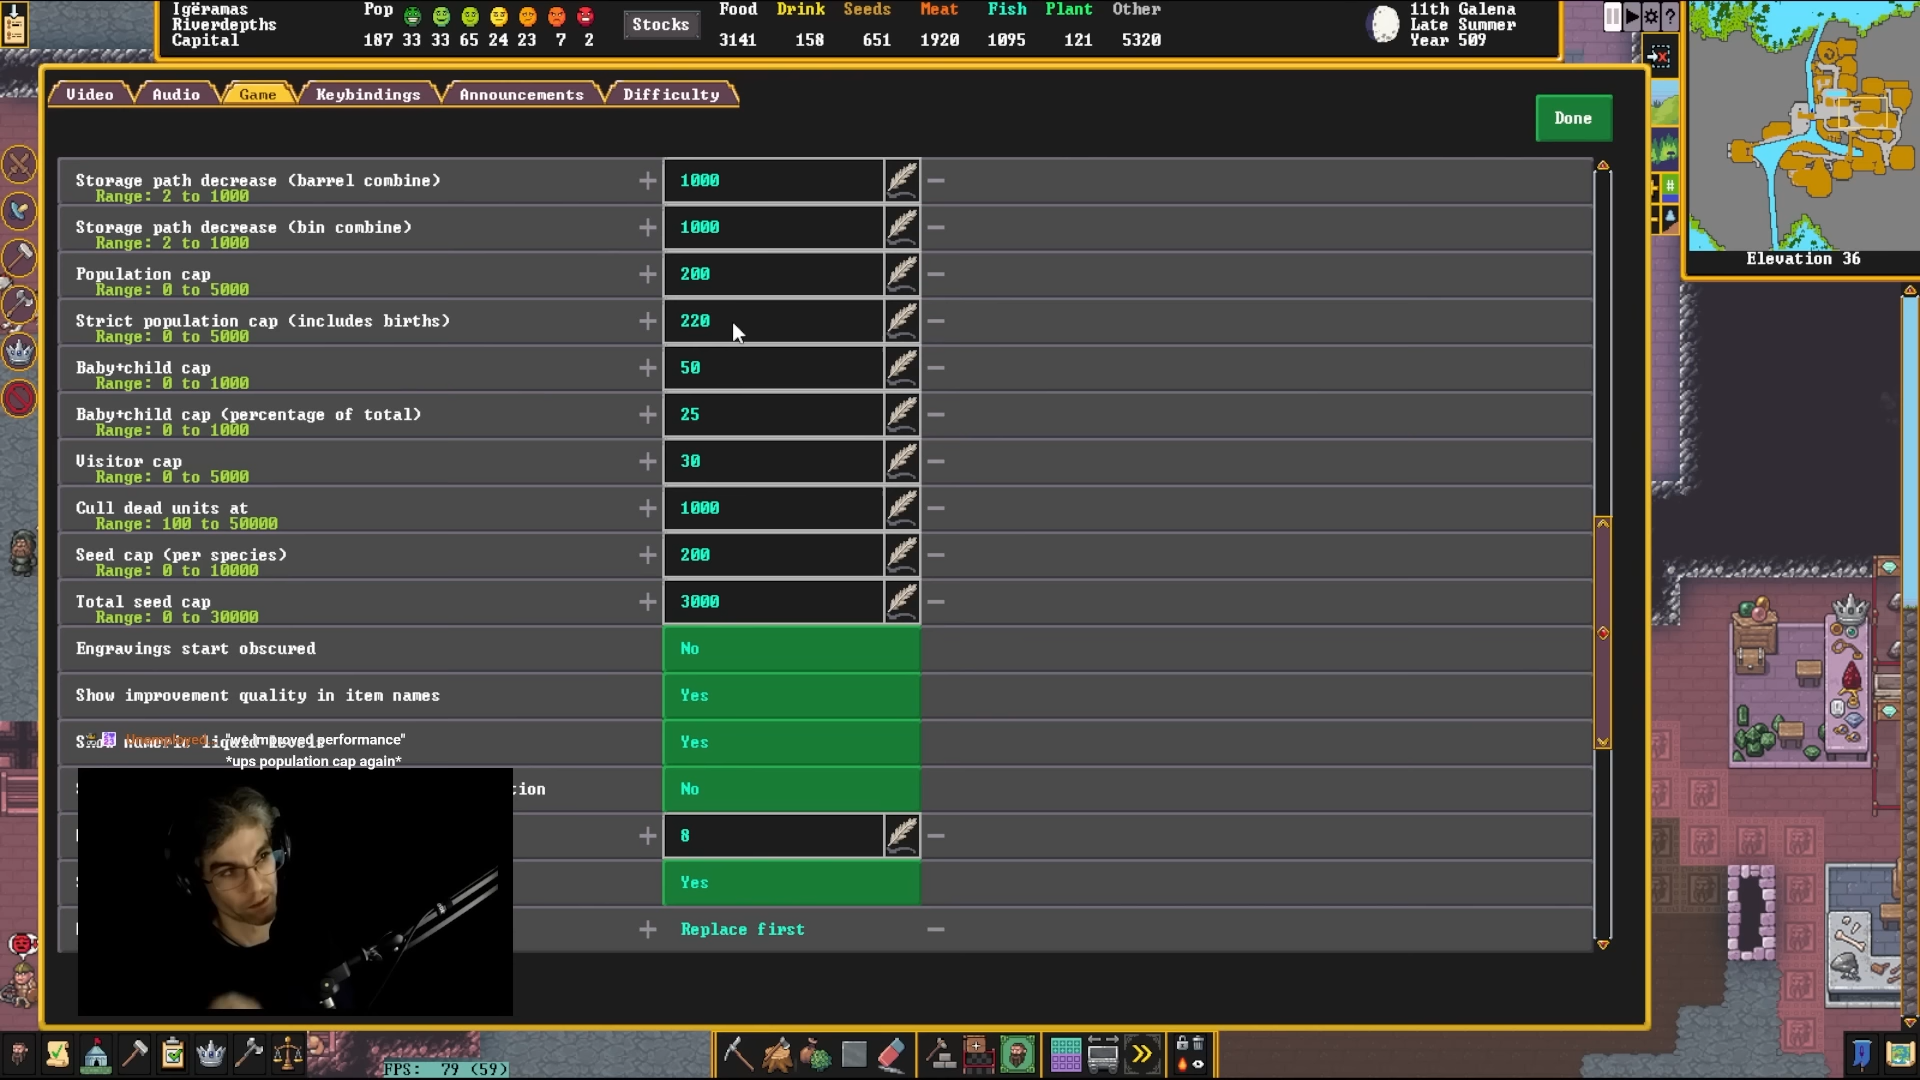 Igëramas
Riverdepths
Capital
Pop
187 33 33 65 24 23 7 2
Stocks
Food Drink Seeds Meat Fish Plant Other
3141 158 651 1920 1095 121 5320
11th Galena
Late Summer
Year 509
Elevation 36
Video Audio Game Keybindings Announcements Difficulty
Done
Storage path decrease (barrel combine) 1000
Range: 2 to 1000
Storage path decrease (bin combine) 1000
Range: 2 to 1000
Population cap 200
Range: 0 to 5000
Strict population cap (includes births) 220
Range: 0 to 5000
Baby+child cap 50
Range: 0 to 1000
Baby+child cap (percentage of total) 25
Range: 0 to 1000
Visitor cap 30
Range: 0 to 5000
Cull dead units at 1000
Range: 100 to 50000
Seed cap (per species) 200
Range: 0 to 10000
Total seed cap 3000
Range: 0 to 30000
Engravings start obscured No
Show improvement quality in item names Yes
numeric liquid levels Yes
"we improved performance"
*ups population cap again*
tion No
8
Yes
Replace first
FPS: 79 (59)